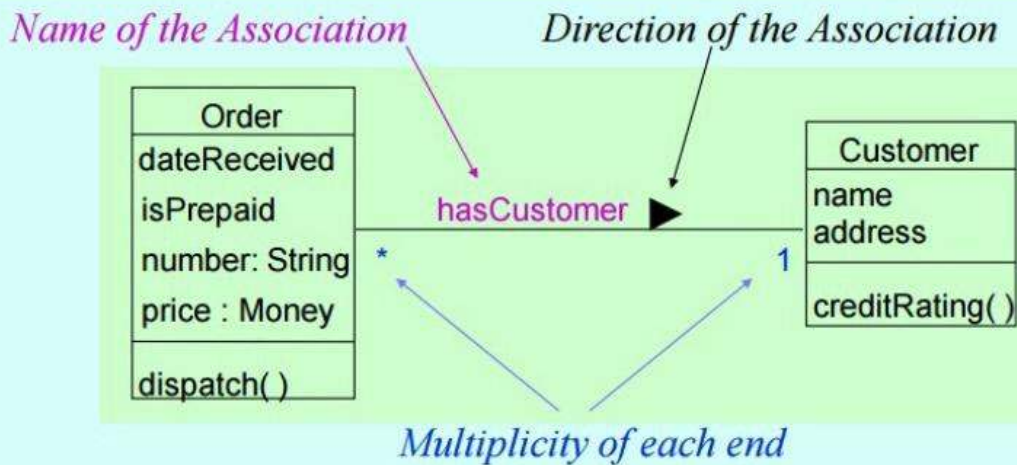 Name of the Association
Direction of the Association
Order
dateReceived
isPrepaid
number: String
price : Money
dispatch( )
hasCustomer
*
1
Customer
name
address
creditRating( )
Multiplicity of each end